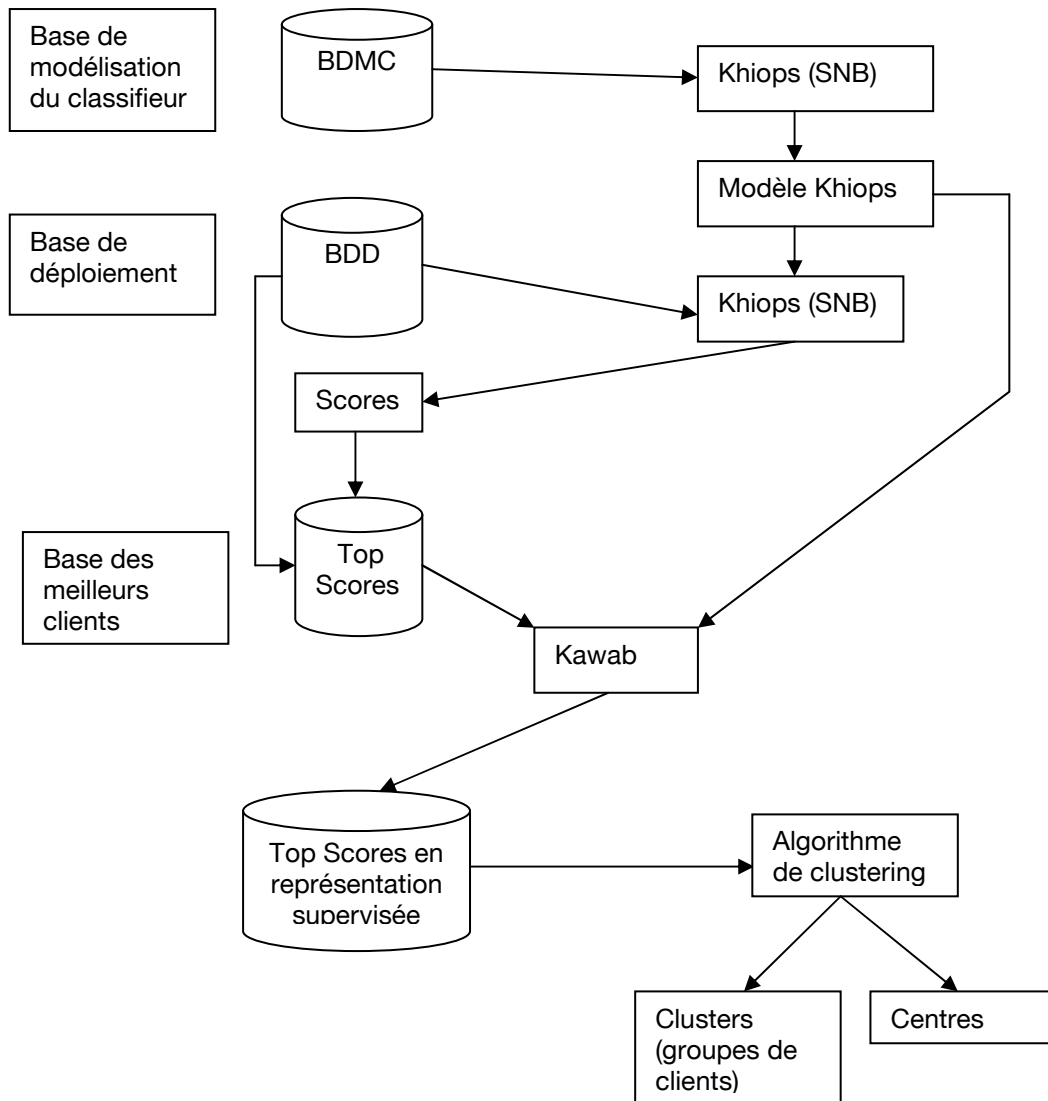 Base de
modélisation
du classifieur
BDMC
Khiops (SNB)
Modèle Khiops
Base de
déploiement
BDD
Khiops (SNB)
Scores
Base des
meilleurs
clients
Top
Scores
Kawab
Top Scores en
représentation
supervisée
Algorithme
de clustering
Clusters
(groupes de
clients)
Centres